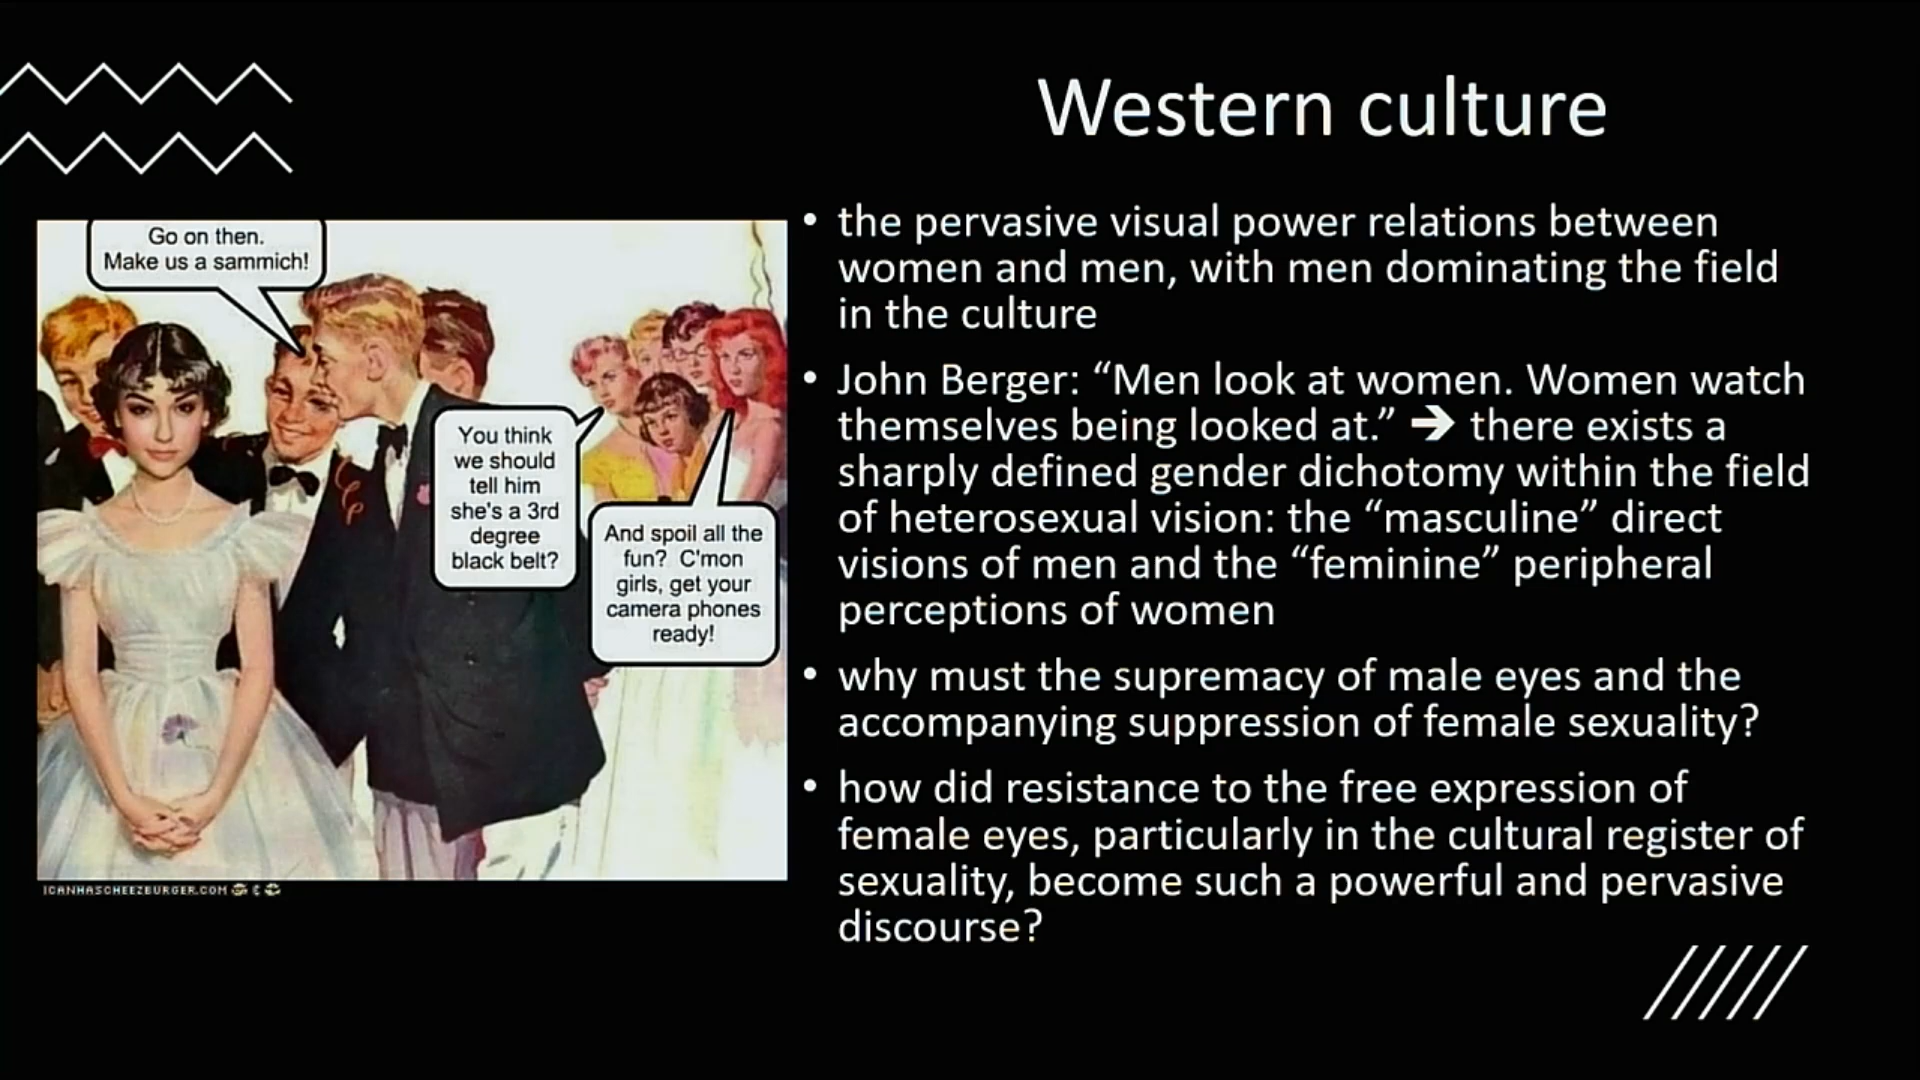 Western culture
Go on then.
Make us a sammich!
You think
we should
tell him
she's a 3rd
degree
black belt?
And spoil all the
fun? C'mon
girls, get your
camera phones
ready!
ICANHASCHEEZBURGER.COM
• the pervasive visual power relations between
women and men, with men dominating the field
in the culture
• John Berger: “Men look at women. Women watch
themselves being looked at.” ➔ there exists a
sharply defined gender dichotomy within the field
of heterosexual vision: the “masculine” direct
visions of men and the “feminine” peripheral
perceptions of women
• why must the supremacy of male eyes and the
accompanying suppression of female sexuality?
• how did resistance to the free expression of
female eyes, particularly in the cultural register of
sexuality, become such a powerful and pervasive
discourse?